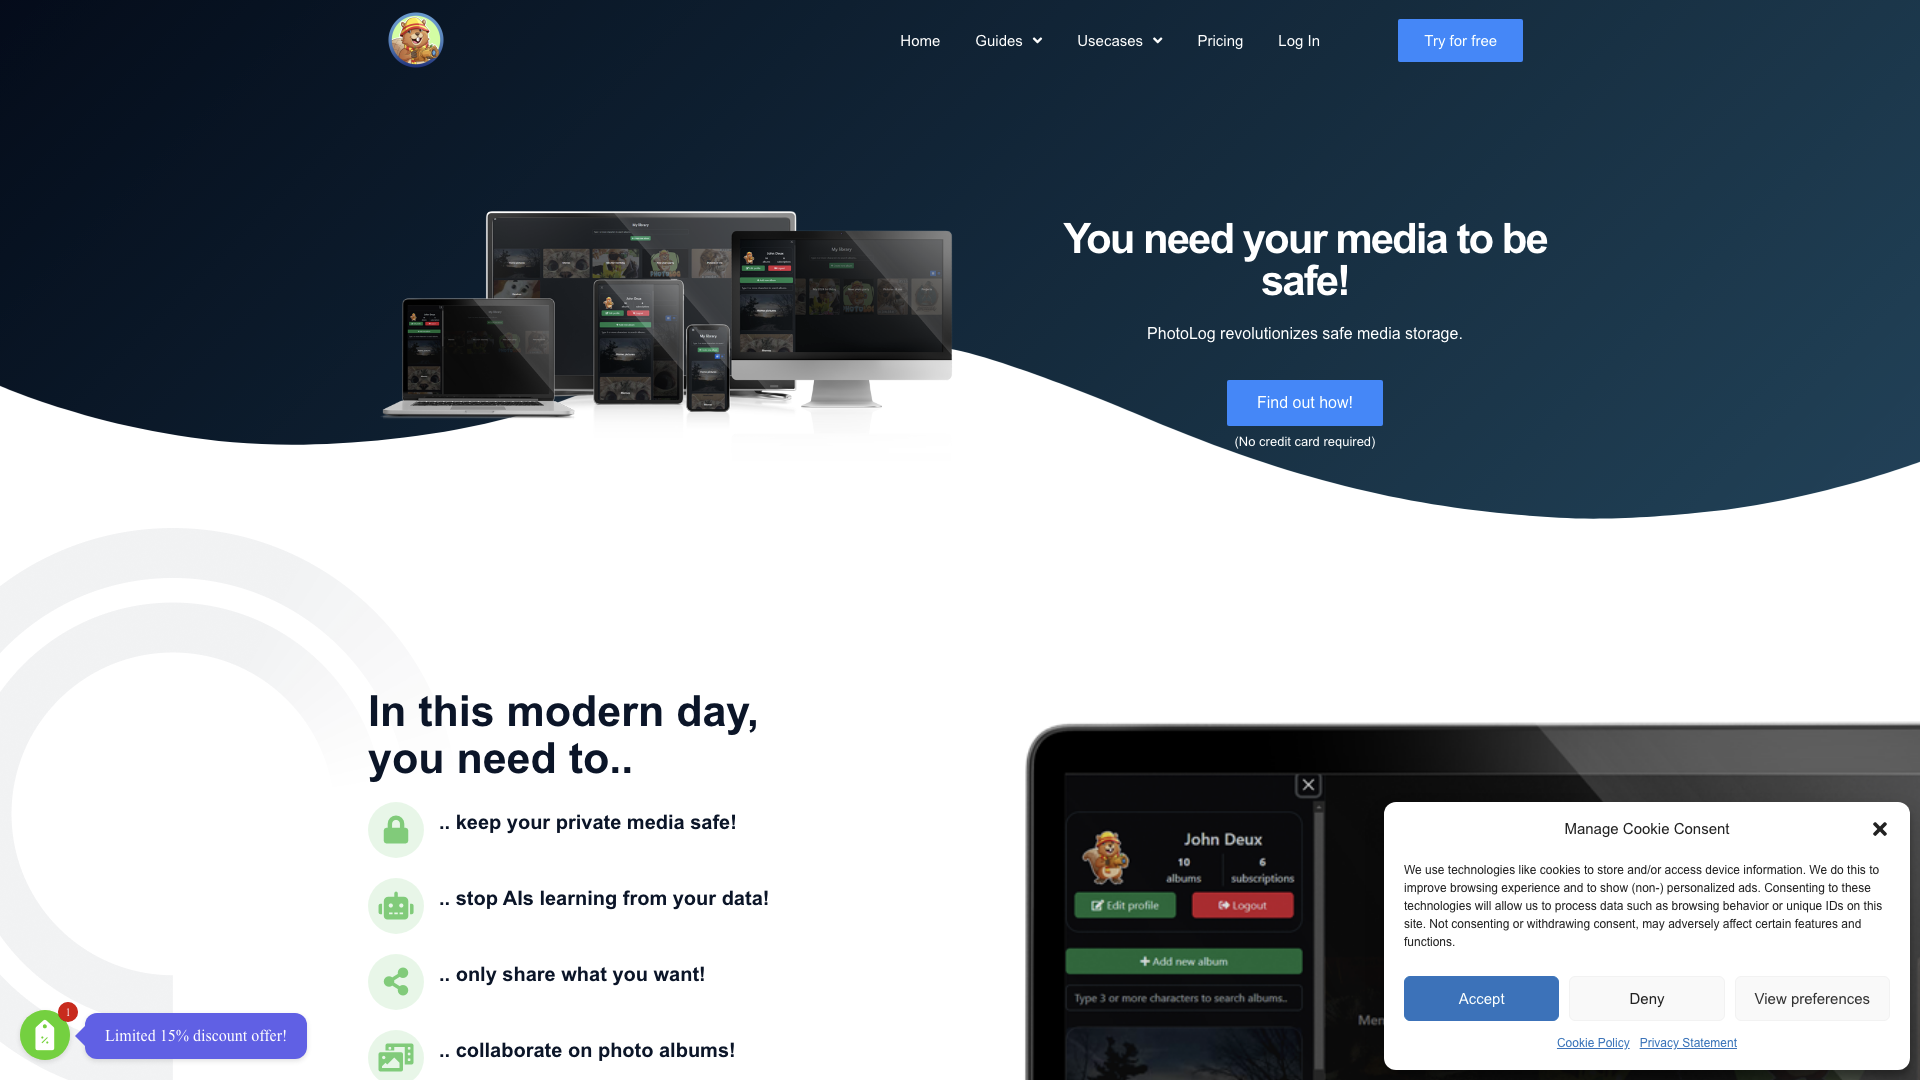 Home
Guides
Usecases
Pricing
Log In
Try for free
You need your media to be
safe!
PhotoLog revolutionizes safe media storage.
Find out how!
(No credit card required)
In this modern day,
you need to..
.. keep your private media safe!
.. stop AIs learning from your data!
.. only share what you want!
.. collaborate on photo albums!
John Deux
10
albums
6
subscriptions
Edit profile
Logout
Add new album
Type 3 or more characters to search albums..
Manage Cookie Consent
We use technologies like cookies to store and/or access device information. We do this to
improve browsing experience and to show (non-) personalized ads. Consenting to these
technologies will allow us to process data such as browsing behavior or unique IDs on this
site. Not consenting or withdrawing consent, may adversely affect certain features and
functions.
Accept
Deny
View preferences
Cookie Policy
Privacy Statement
1
Limited 15% discount offer!